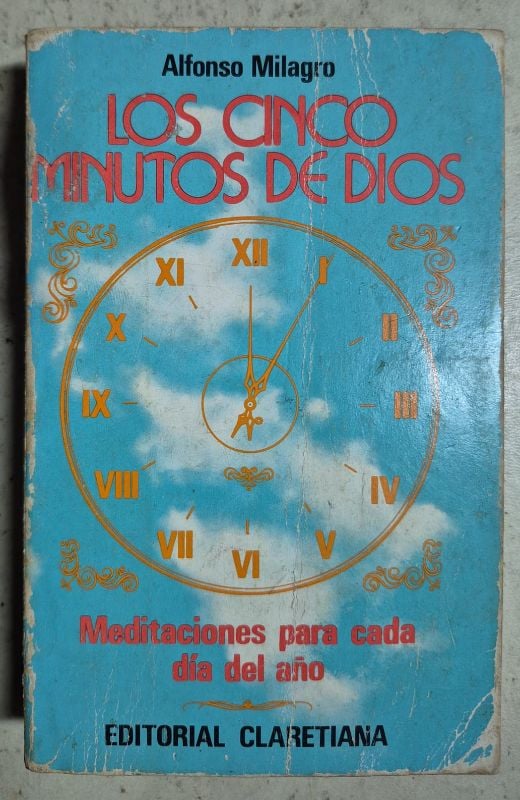 Alfonso Milagro
LOS CINCO
MINUTOS DE DIOS
XII
I
II
III
IV
V
VI
VII
VIII
IX
X
XI
Meditaciones para cada
día del año
EDITORIAL CLARETIANA